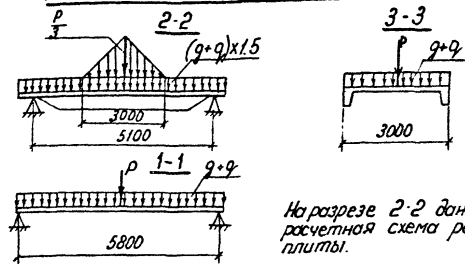 2-2
P/3
(g+q)×1.5
3000
5100
3-3
P
g+q
3000
1-1
P
g+q
5800
На разрезе 2-2 дан
расчетная схема р
плиты.